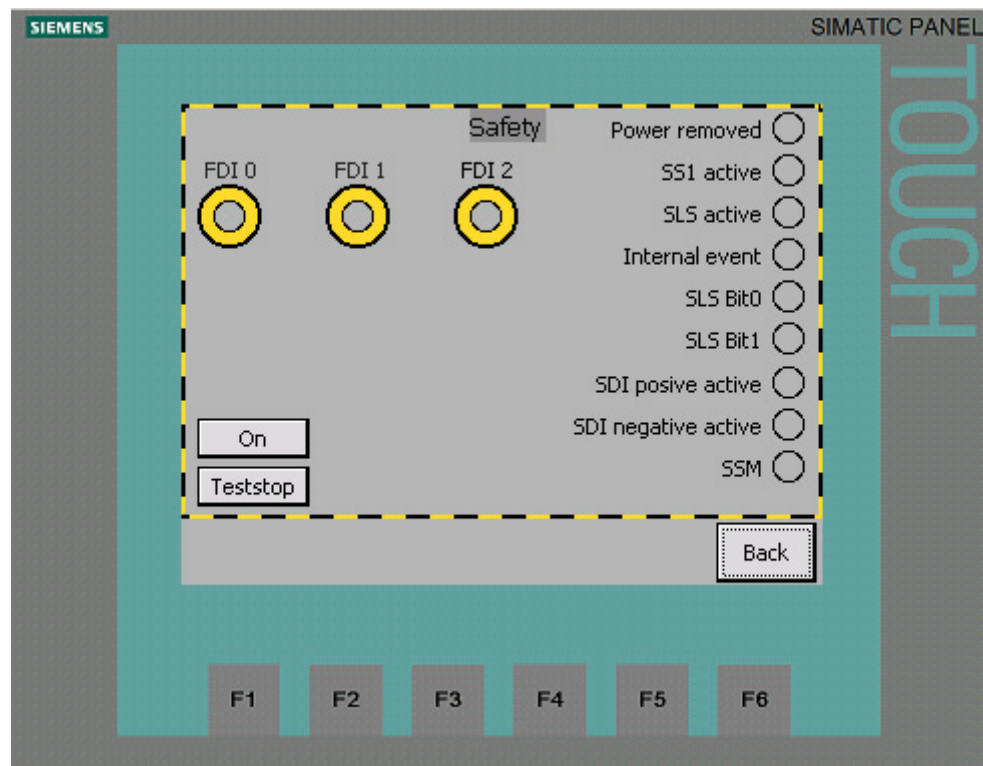 SIEMENS
SIMATIC PANEL
TOUCH
Safety
Power removed
FDI 0
FDI 1
FDI 2
SS1 active
SLS active
Internal event
SLS Bit0
SLS Bit1
SDI posive active
On
SDI negative active
SSM
Teststop
Back
F1
F2
F3
F4
F5
F6